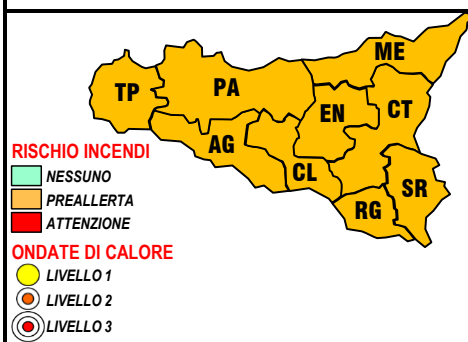 ME
TP
PA
EN
CT
AG
CL
SR
RG
RISCHIO INCENDI
NESSUNO
PREALLERTA
ATTENZIONE
ONDATE DI CALORE
LIVELLO 1
LIVELLO 2
LIVELLO 3